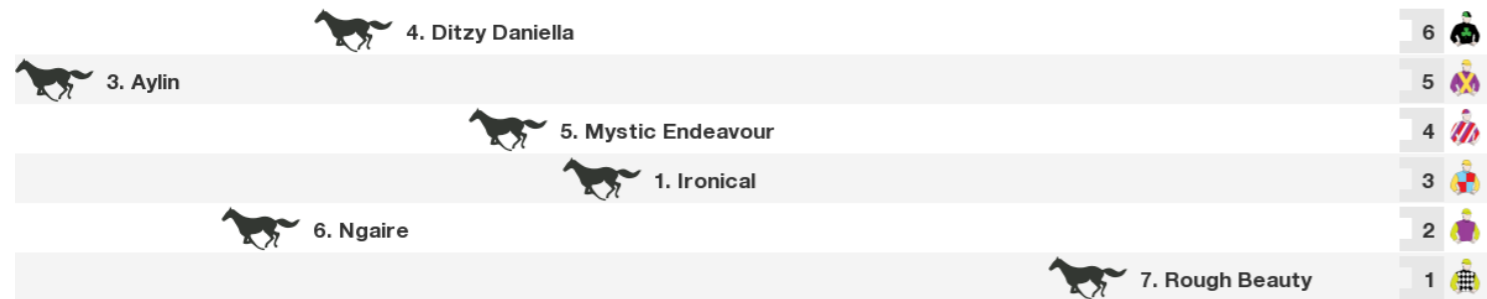 4. Ditzy Daniella 6
3. Aylin 5
5. Mystic Endeavour 4
1. Ironical 3
6. Ngaire 2
7. Rough Beauty 1